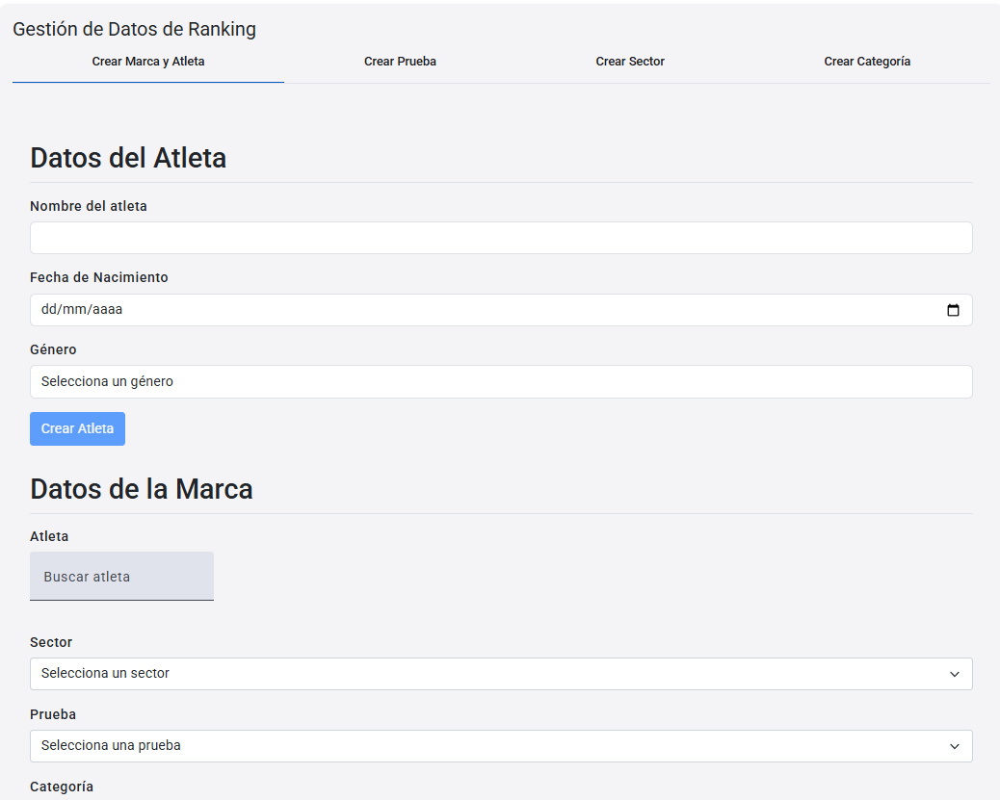 Gestión de Datos de Ranking
Crear Marca y Atleta Crear Prueba Crear Sector Crear Categoría
Datos del Atleta
Nombre del atleta
Fecha de Nacimiento
dd/mm/aaaa
Género
Selecciona un género
Crear Atleta
Datos de la Marca
Atleta
Buscar atleta
Sector
Selecciona un sector
Prueba
Selecciona una prueba
Categoría